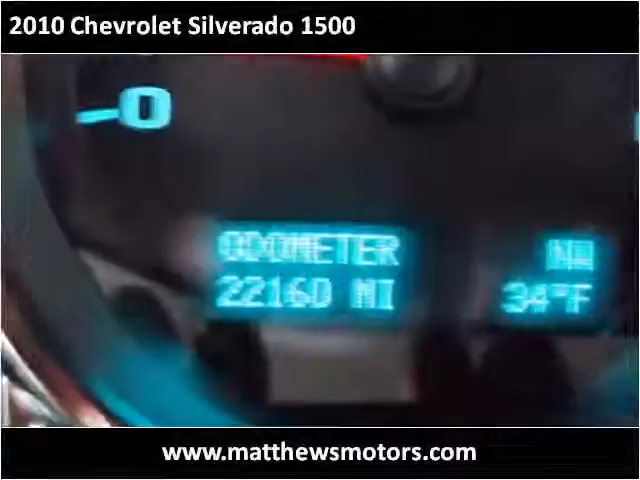 2010 Chevrolet Silverado 1500
0
ODOMETER NW
22160 MI 34°F
www.matthewsmotors.com